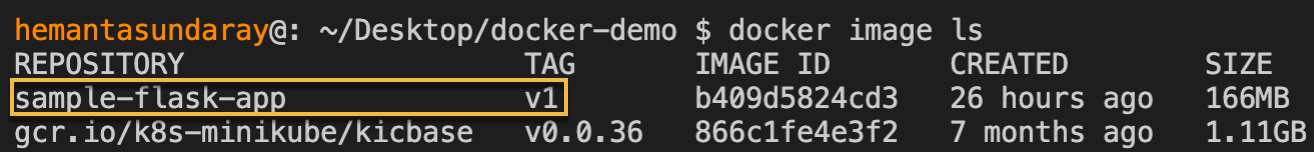 hemantasundaray@: ~/Desktop/docker-demo $ docker image ls
REPOSITORY TAG IMAGE ID CREATED SIZE
sample-flask-app v1 b409d5824cd3 26 hours ago 166MB
gcr.io/k8s-minikube/kicbase v0.0.36 866c1fe4e3f2 7 months ago 1.11GB